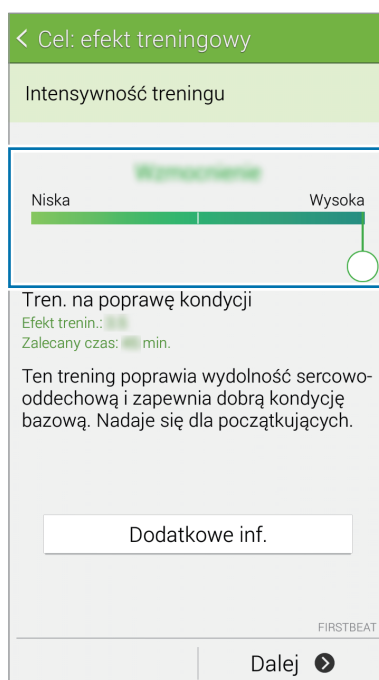 Cel: efekt treningowy
Intensywność treningu
Niska Wysoka
Tren. na poprawę kondycji
Efekt trenin.:
Zalecany czas: min.
Ten trening poprawia wydolność sercowo-
oddechową i zapewnia dobrą kondycję
bazową. Nadaje się dla początkujących.
Dodatkowe inf.
FIRSTBEAT
Dalej